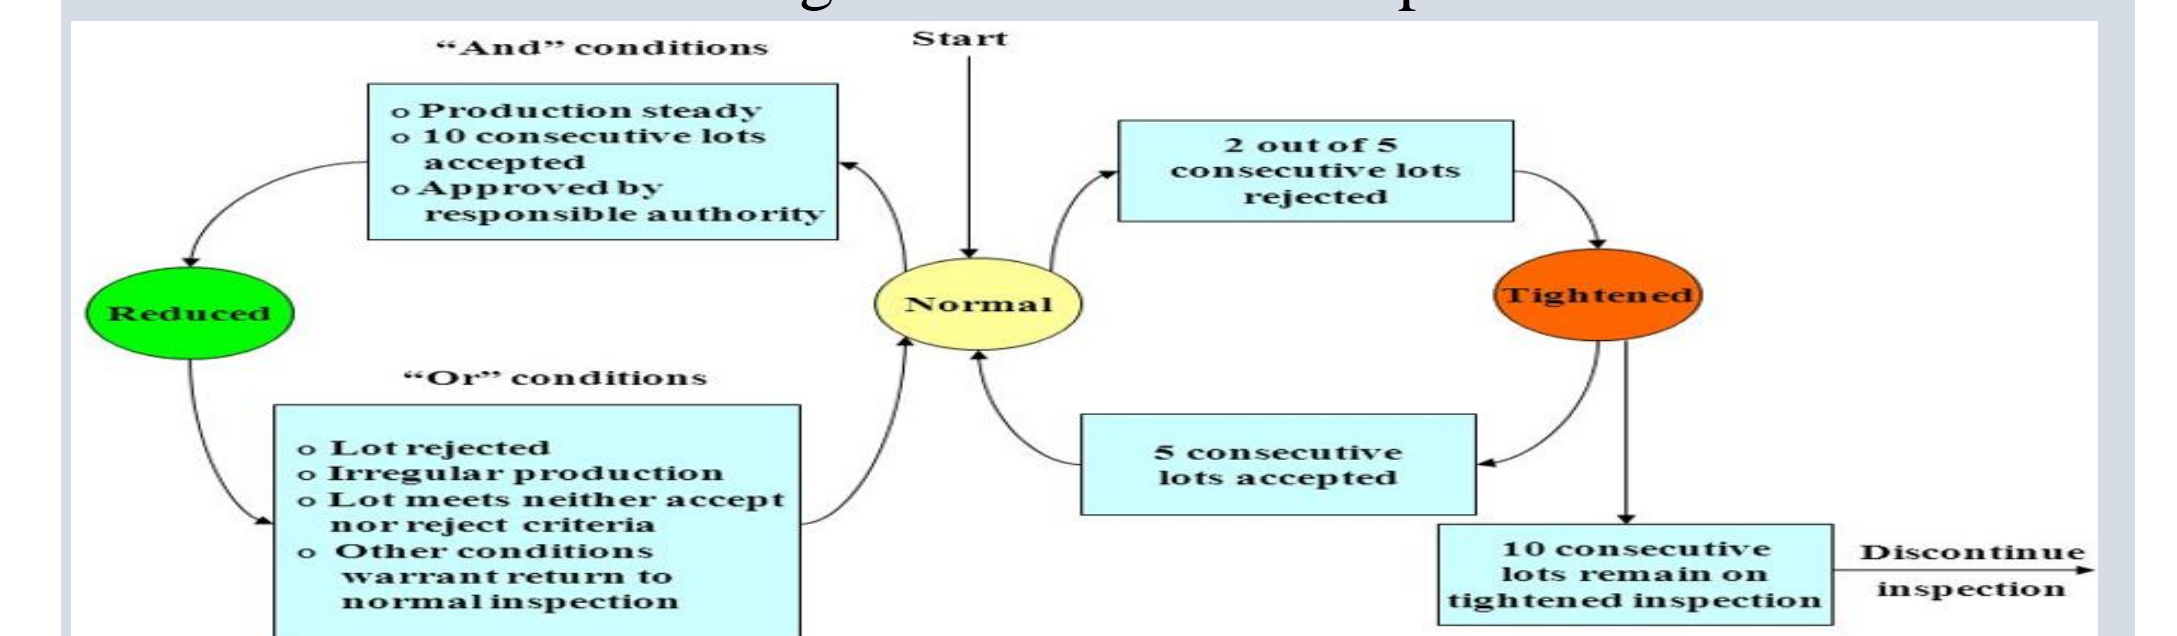 “And” conditions
Start
o Production steady
o 10 consecutive lots
accepted
o Approved by
responsible authority
2 out of 5
consecutive lots
rejected
Reduced
Normal
Tightened
“Or” conditions
o Lot rejected
o Irregular production
o Lot meets neither accept
nor reject criteria
o Other conditions
warrant return to
normal inspection
5 consecutive
lots accepted
10 consecutive
lots remain on
tightened inspection
Discontinue
inspection